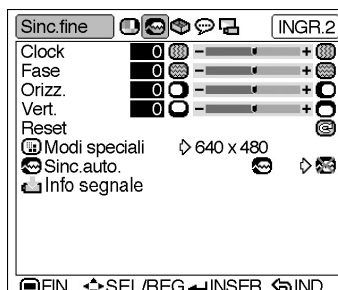 Sinc.fine INGR.2
Clock 0 - +
Fase 0 - +
Orizz. 0 - +
Vert. 0 - +
Reset
Modi speciali 640 x 480
Sinc.auto.
Info segnale
FIN. SEL./REG. INSER. IND.